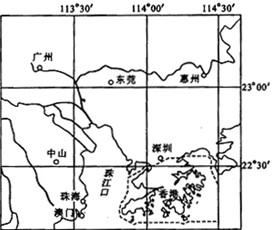 113°30′ 114°00′ 114°30′
广州
东莞
惠州
23°00′
深圳
中山
22°30′
珠江口
珠海
香港
澳门